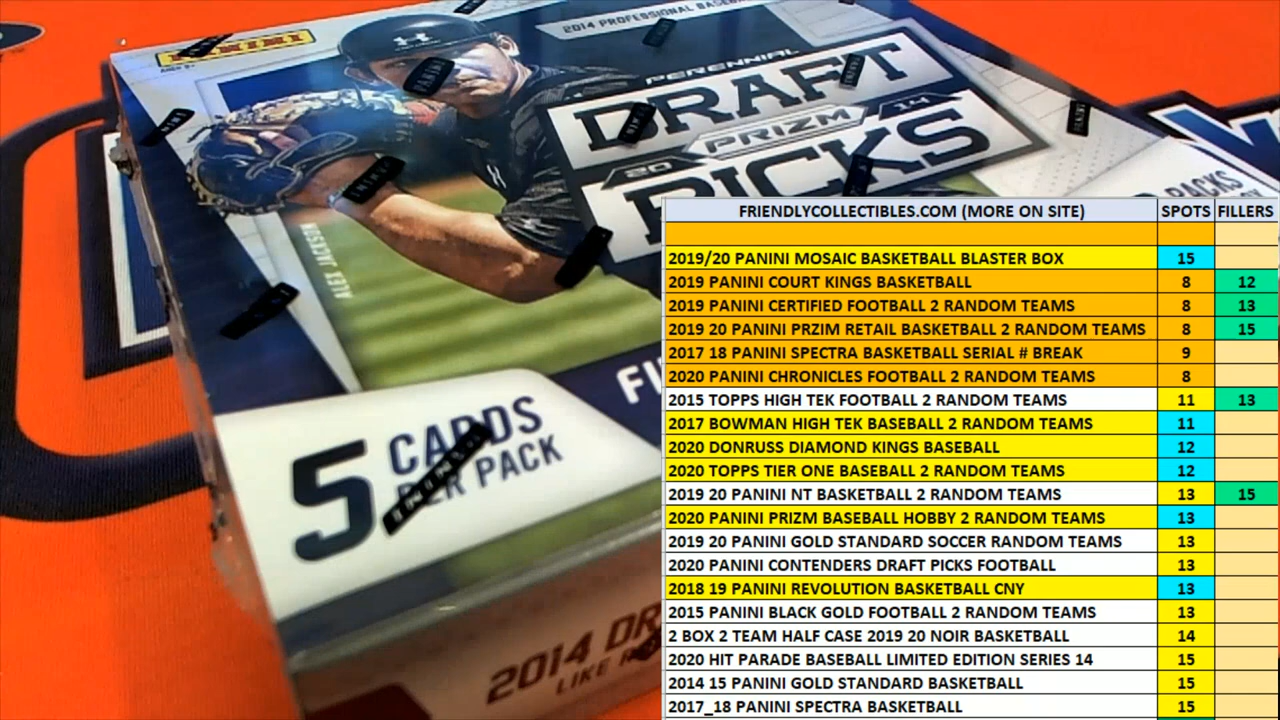 PANINI
2014 PROFESSIONAL BASEBALL
PERENNIAL
DRAFT
20 PRIZM 14
PICKS
PACKS
ALEX JACKSON
5 CARDS
PER PACK
2014 DR
LIKE
FRIENDLYCOLLECTIBLES.COM (MORE ON SITE) SPOTS FILLERS
2019/20 PANINI MOSAIC BASKETBALL BLASTER BOX 15
2019 PANINI COURT KINGS BASKETBALL 8 12
2019 PANINI CERTIFIED FOOTBALL 2 RANDOM TEAMS 8 13
2019 20 PANINI PRZIM RETAIL BASKETBALL 2 RANDOM TEAMS 8 15
2017 18 PANINI SPECTRA BASKETBALL SERIAL # BREAK 9
2020 PANINI CHRONICLES FOOTBALL 2 RANDOM TEAMS 8
2015 TOPPS HIGH TEK FOOTBALL 2 RANDOM TEAMS 11 13
2017 BOWMAN HIGH TEK BASEBALL 2 RANDOM TEAMS 11
2020 DONRUSS DIAMOND KINGS BASEBALL 12
2020 TOPPS TIER ONE BASEBALL 2 RANDOM TEAMS 12
2019 20 PANINI NT BASKETBALL 2 RANDOM TEAMS 13 15
2020 PANINI PRIZM BASEBALL HOBBY 2 RANDOM TEAMS 13
2019 20 PANINI GOLD STANDARD SOCCER RANDOM TEAMS 13
2020 PANINI CONTENDERS DRAFT PICKS FOOTBALL 13
2018 19 PANINI REVOLUTION BASKETBALL CNY 13
2015 PANINI BLACK GOLD FOOTBALL 2 RANDOM TEAMS 13
2 BOX 2 TEAM HALF CASE 2019 20 NOIR BASKETBALL 14
2020 HIT PARADE BASEBALL LIMITED EDITION SERIES 14 15
2014 15 PANINI GOLD STANDARD BASKETBALL 15
2017_18 PANINI SPECTRA BASKETBALL 15